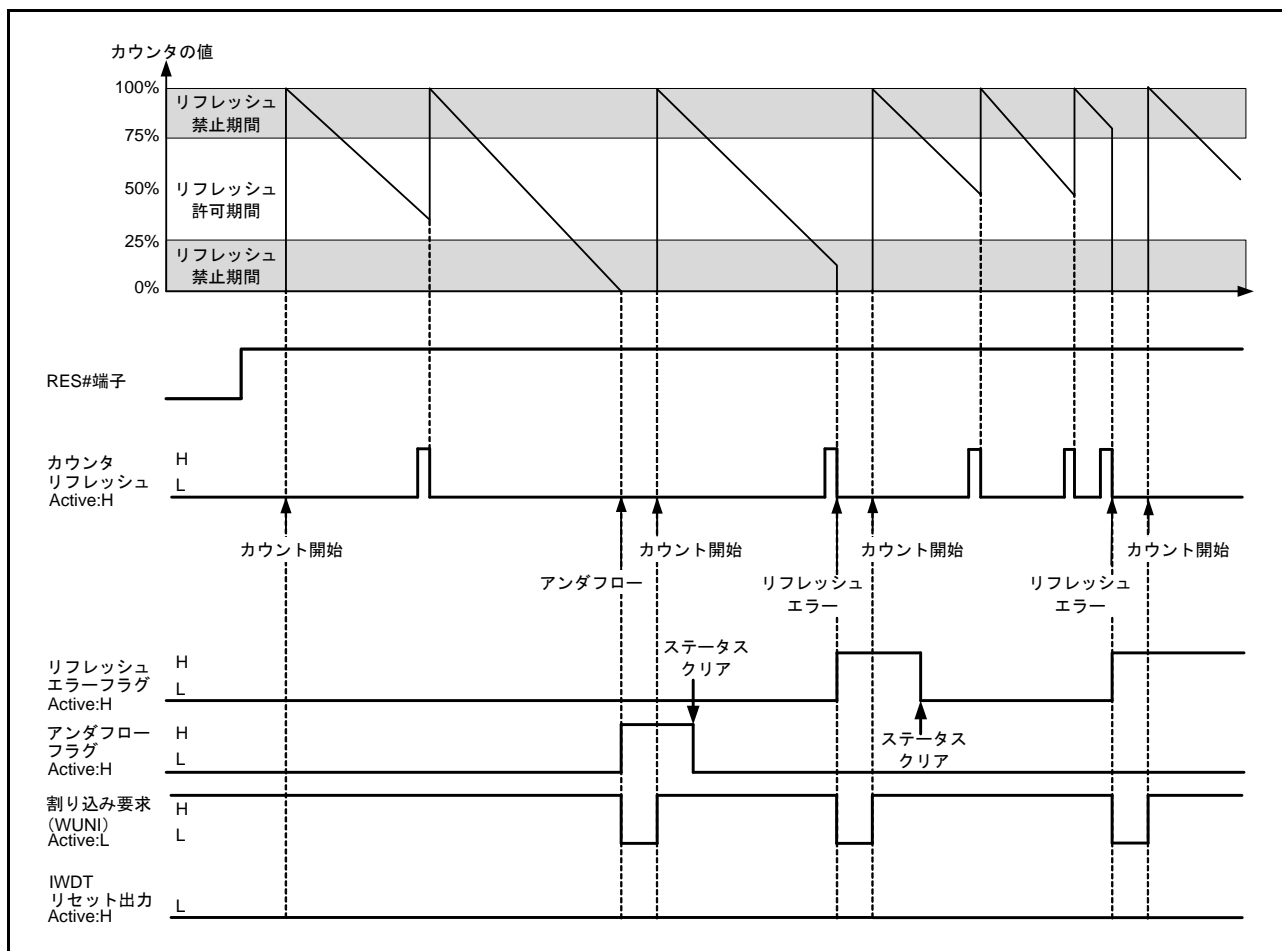 カウンタの値
100%
リフレッシュ
禁止期間
75%
50%
リフレッシュ
許可期間
25%
リフレッシュ
禁止期間
0%
RES#端子
カウンタ
リフレッシュ
Active:H
H
L
カウント開始
カウント開始
カウント開始
カウント開始
アンダフロー
リフレッシュ
エラー
リフレッシュ
エラー
リフレッシュ
エラーフラグ
Active:H
H
L
ステータス
クリア
アンダフロー
フラグ
Active:H
H
L
ステータス
クリア
割り込み要求
(WUNI)
Active:L
H
L
IWDT
リセット出力
Active:H
L